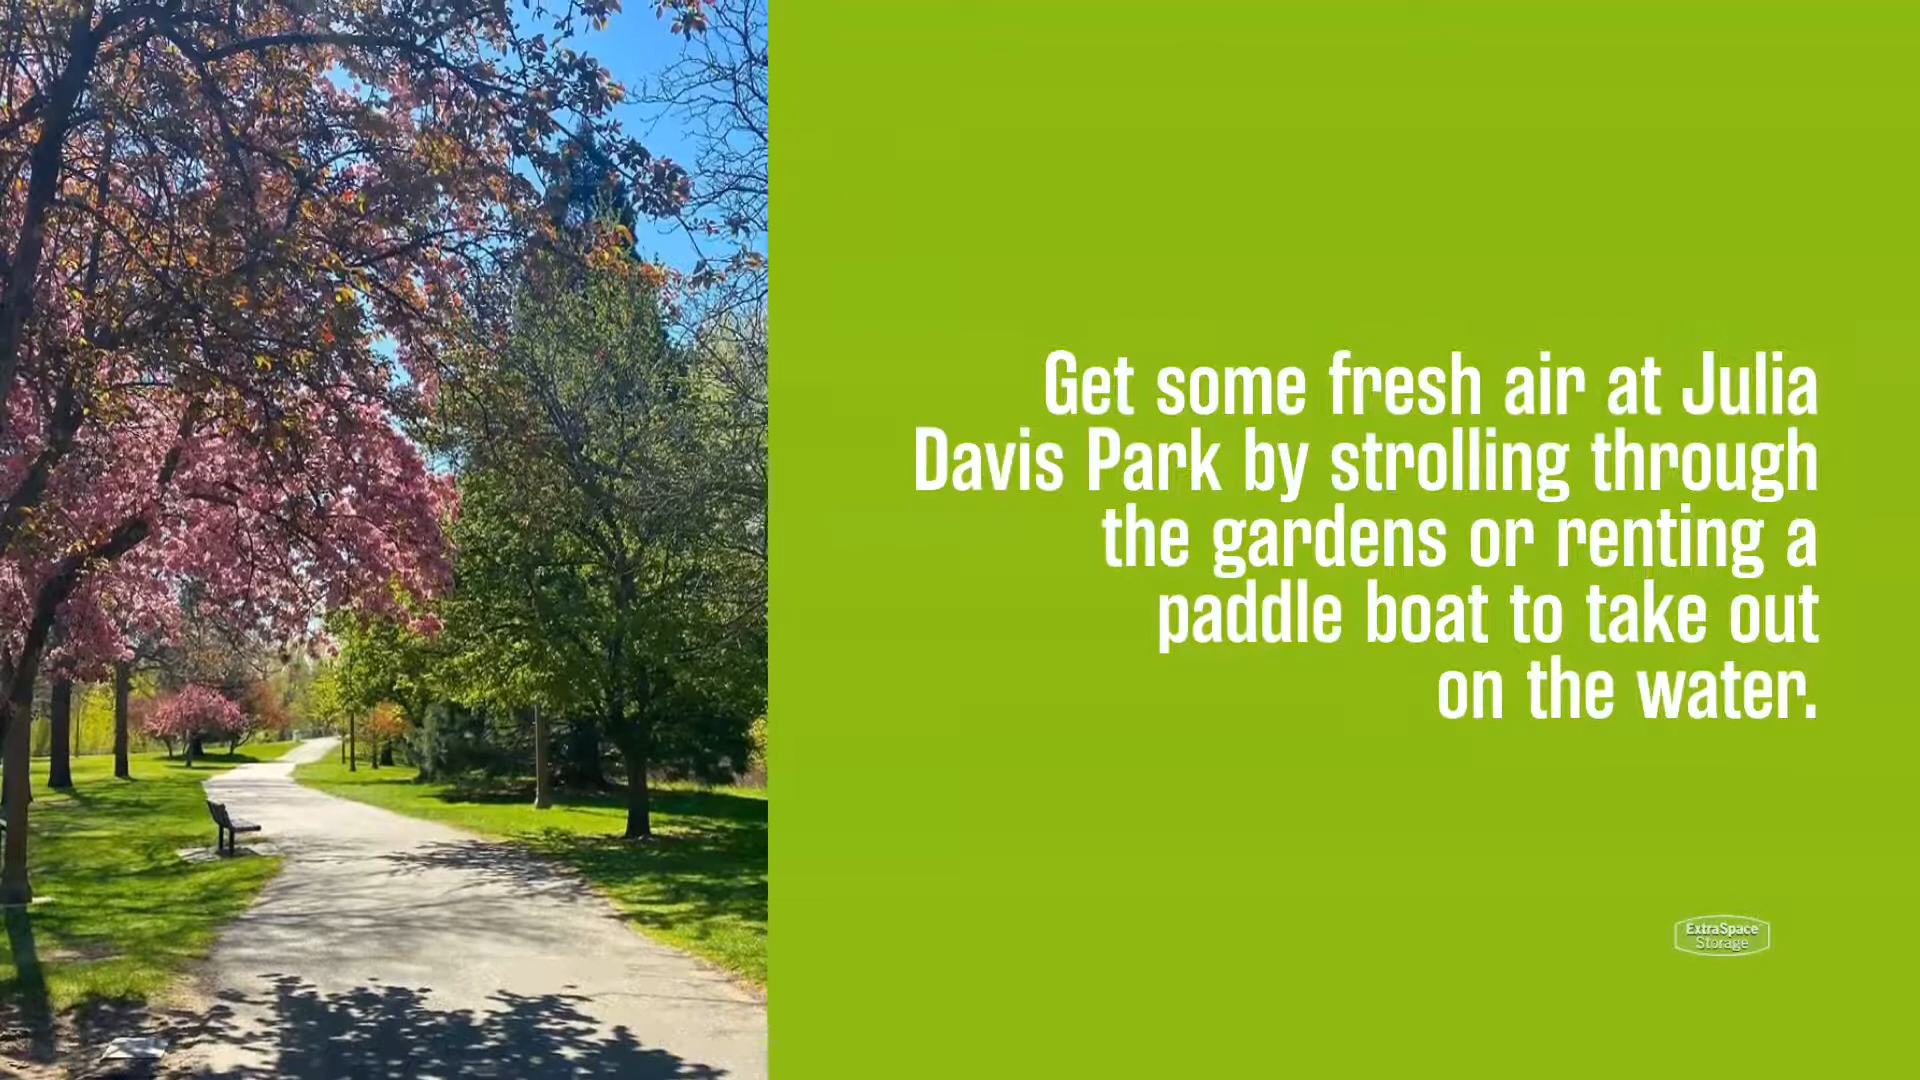 Get some fresh air at Julia
Davis Park by strolling through
the gardens or renting a
paddle boat to take out
on the water.
ExtraSpace
Storage